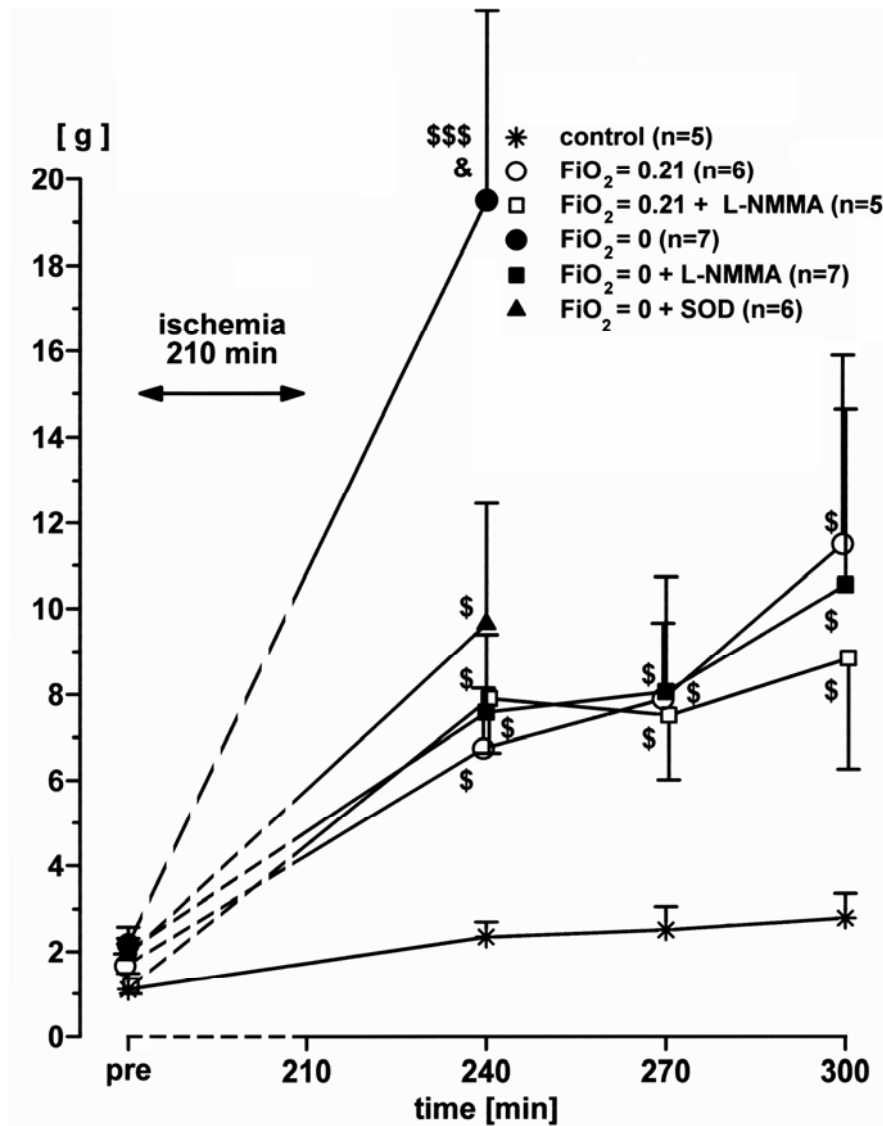 [ g ]
$$$
&
control (n=5)
FiO2 = 0.21 (n=6)
FiO2 = 0.21 + L-NMMA (n=5
FiO2 = 0 (n=7)
FiO2 = 0 + L-NMMA (n=7)
FiO2 = 0 + SOD (n=6)
ischemia
210 min
20
18
16
14
12
10
8
6
4
2
0
$
$
$
$
$
$
$
$
$
$
pre
210
240
270
300
time [min]